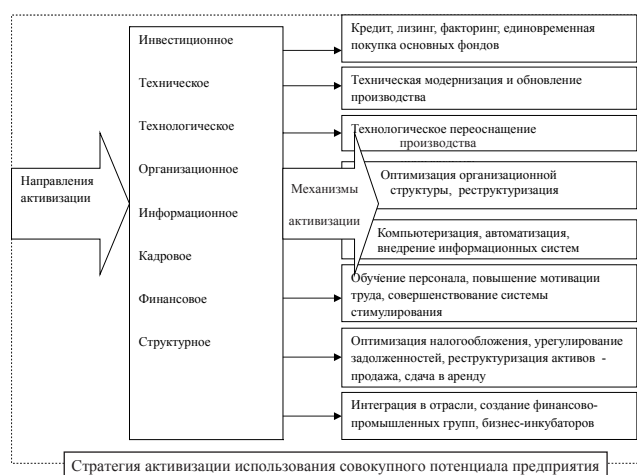 Направления
активизации
Инвестиционное
Техническое
Технологическое
Организационное
Информационное
Кадровое
Финансовое
Структурное
Механизмы
активизации
Кредит, лизинг, факторинг, единовременная
покупка основных фондов
Техническая модернизация и обновление
производства
Технологическое переоснащение
производства
Оптимизация организационной
структуры, реструктуризация
Компьютеризация, автоматизация,
внедрение информационных систем
Обучение персонала, повышение мотивации
труда, совершенствование системы
стимулирования
Оптимизация налогообложения, урегулирование
задолженностей, реструктуризация активов -
продажа, сдача в аренду
Интеграция в отрасли, создание финансово-
промышленных групп, бизнес-инкубаторов
Стратегия активизации использования совокупного потенциала предприятия